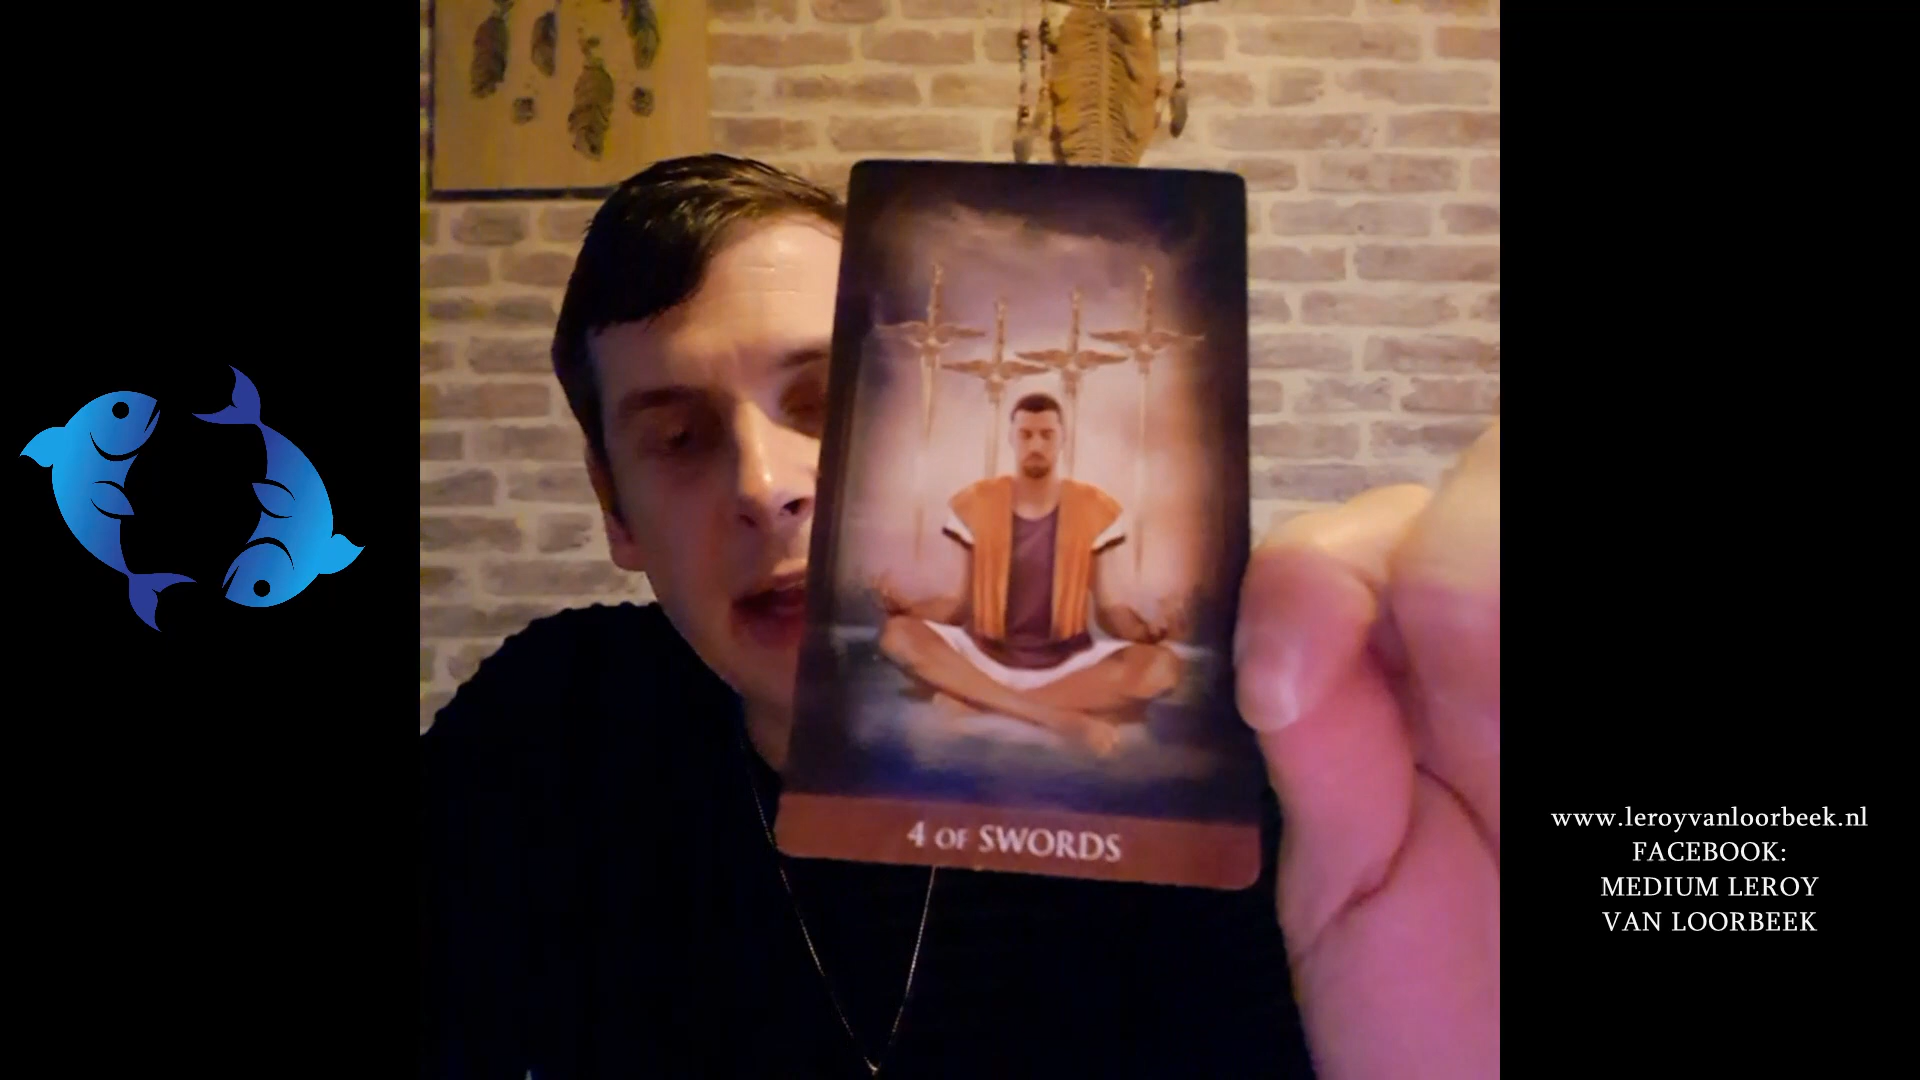 4 OF SWORDS
www.leroyvanloorbeek.nl
FACEBOOK:
MEDIUM LEROY
VAN LOORBEEK